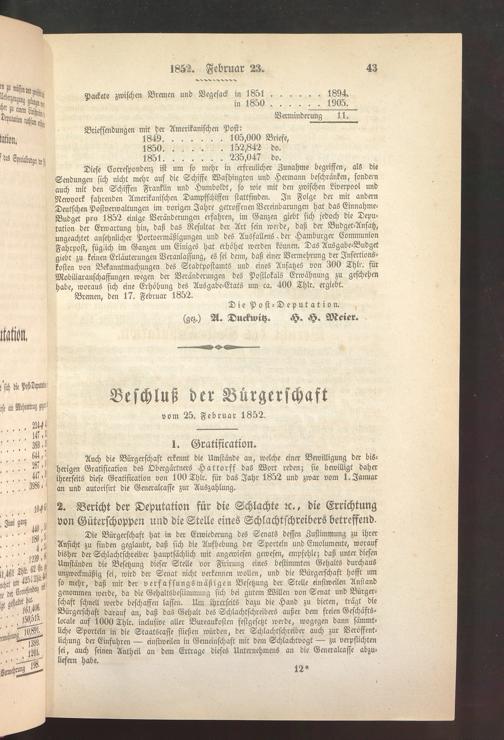 1852. Februar 23. 43
Packete zwischen Bremen und Vegesack in 1851 . . . . . . 1894.
in 1850 . . . . . . 1905.
Verminderung 11.
Briefsendungen mit der Amerikanischen Post:
1849. . . . . . . 105,000 Briefe,
1850. . . . . . . 152,842 do.
1851. . . . . . . 235,047 do.
Diese Correspondenz ist um so mehr in erfreulicher Zunahme begriffen, als die
Sendungen sich nicht mehr auf die Schiffe Washington und Hermann beschränken, sondern
auch mit den Schiffen Franklin und Humboldt, so wie mit den zwischen Liverpool und
Newyork fahrenden Amerikanischen Dampfschiffen stattfinden. In Folge der mit andern
Deutschen Postverwaltungen im vorigen Jahre getroffenen Vereinbarungen hat das Einnahme-
Budget pro 1852 einige Veränderungen erfahren, im Ganzen giebt sich jedoch die Depu-
tation der Erwartung hin, daß das Resultat der Art sein werde, daß der Budget-Ansatz,
ungeachtet ansehnlicher Portoermäßigungen und des Ausfallens der Hamburger Communion
Fahrpost, füglich im Ganzen um Einiges hat erhöhet werden können. Das Ausgabe-Budget
giebt zu keinen Erläuterungen Veranlassung, es sei denn, daß einer Vermehrung der Insertions-
kosten von Bekanntmachungen des Stadtpostamts und eines Ansatzes von 300 Thlr. für
Mobiliaranschaffungen wegen der Veränderungen des Postlokals Erwähnung zu geschehen
habe, woraus sich eine Erhöhung des Ausgabe-Etats um ca. 400 Thlr. ergiebt.
Bremen, den 17. Februar 1852.
Die Post-Deputation.
(gez.) A. Duckwitz. H. H. Meier.
Beschluß der Bürgerschaft
vom 25. Februar 1852.
1. Gratification.
Auch die Bürgerschaft erkennt die Umstände an, welche einer Bewilligung der bis-
herigen Gratification des Obergärtners Hattorff das Wort reden; sie bewilligt daher
ihrerseits diese Gratification von 100 Thlr. für das Jahr 1852 und zwar vom 1. Januar
an und autorisirt die Generalcasse zur Auszahlung.
2. Bericht der Deputation für die Schlachte ꝛc., die Errichtung
von Güterschoppen und die Stelle eines Schlachtschreibers betreffend.
Die Bürgerschaft hat in der Erwiederung des Senats dessen Zustimmung zu ihrer
Ansicht zu finden geglaubt, daß sich die Aufhebung der Sporteln und Emolumente, worauf
bisher der Schlachtschreiber hauptsächlich mit angewiesen gewesen, empfehle; daß unter diesen
Umständen die Besetzung dieser Stelle vor Fixirung eines bestimmten Gehalts durchaus
unzweckmäßig sei, wird der Senat nicht verkennen wollen, und die Bürgerschaft hofft um
so mehr, daß mit der verfassungsmäßigen Besetzung der Stelle einstweilen Anstand
genommen werde, da die Gehaltsbestimmung sich bei gutem Willen von Senat und Bürger-
schaft schnell werde beschaffen lassen. Um ihrerseits dazu die Hand zu bieten, trägt die
Bürgerschaft darauf an, daß das Gehalt des Schlachtschreibers außer dem freien Geschäfts-
locale auf 1000 Thlr. inclusive aller Bureaukosten festgesetzt werde, wogegen dann sämmt-
liche Sporteln in die Staatscasse fließen würden, der Schlachtschreiber auch zur Veröffent-
lichung der Einfuhren — einstweilen in Gemeinschaft mit dem Schlachtvogt — zu verpflichten
sei, auch seinen Antheil an dem Ertrage dieses Unternehmens an die Generalcasse abzu-
liefern habe.
12*